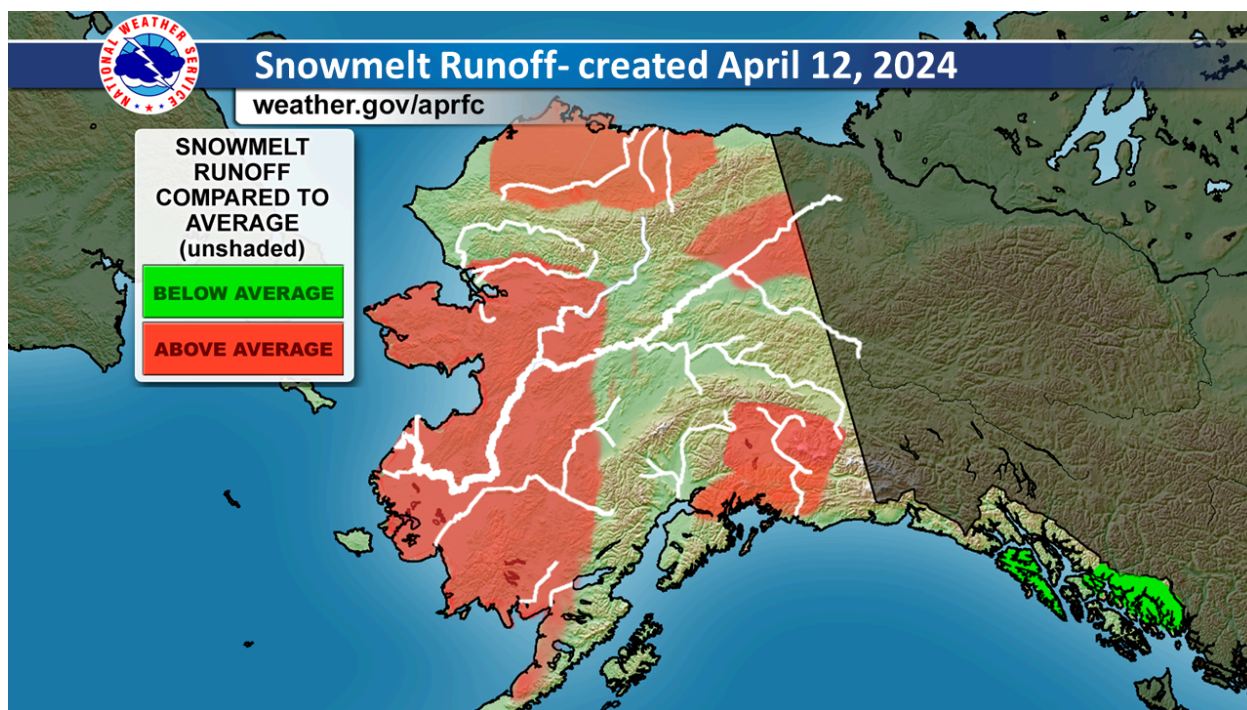 NATIONAL WEATHER SERVICE
Snowmelt Runoff- created April 12, 2024
weather.gov/aprfc
SNOWMELT
RUNOFF
COMPARED TO
AVERAGE
(unshaded)
BELOW AVERAGE
ABOVE AVERAGE